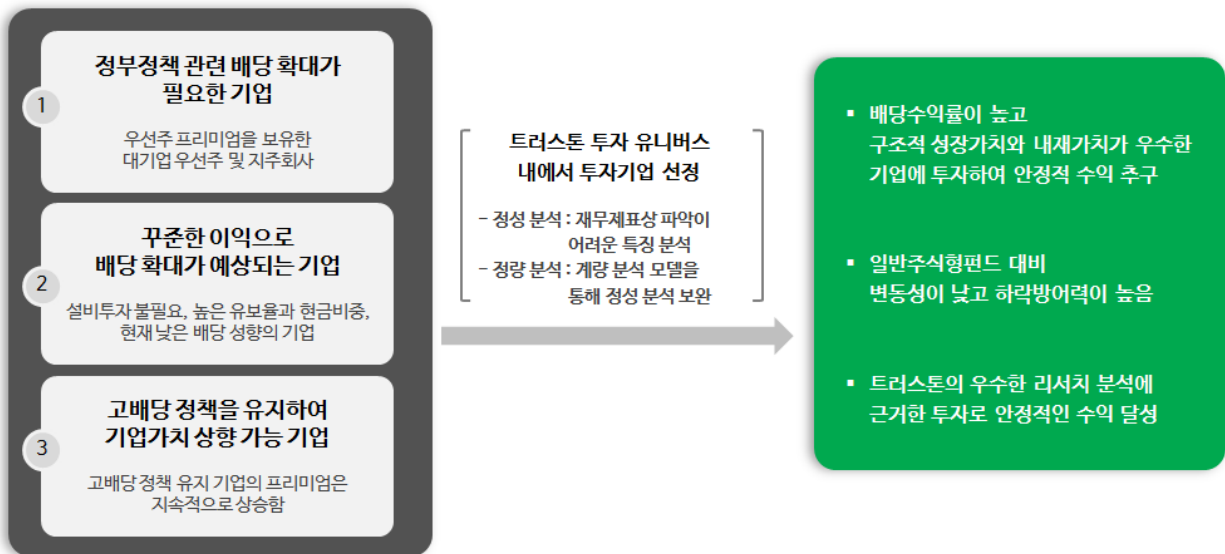 1
정부정책 관련 배당 확대가
필요한 기업
우선주 프리미엄을 보유한
대기업 우선주 및 지주회사
2
꾸준한 이익으로
배당 확대가 예상되는 기업
설비투자 불필요, 높은 유보율과 현금비중,
현재 낮은 배당 성향의 기업
3
고배당 정책을 유지하여
기업가치 상향 가능 기업
고배당 정책 유지 기업의 프리미엄은
지속적으로 상승함
트러스톤 투자 유니버스
내에서 투자기업 선정
- 정성 분석 : 재무제표상 파악이
어려운 특징 분석
- 정량 분석 : 계량 분석 모델을
통해 정성 분석 보완
▪ 배당수익률이 높고
구조적 성장가치와 내재가치가 우수한
기업에 투자하여 안정적 수익 추구
▪ 일반주식형펀드 대비
변동성이 낮고 하락방어력이 높음
▪ 트러스톤의 우수한 리서치 분석에
근거한 투자로 안정적인 수익 달성